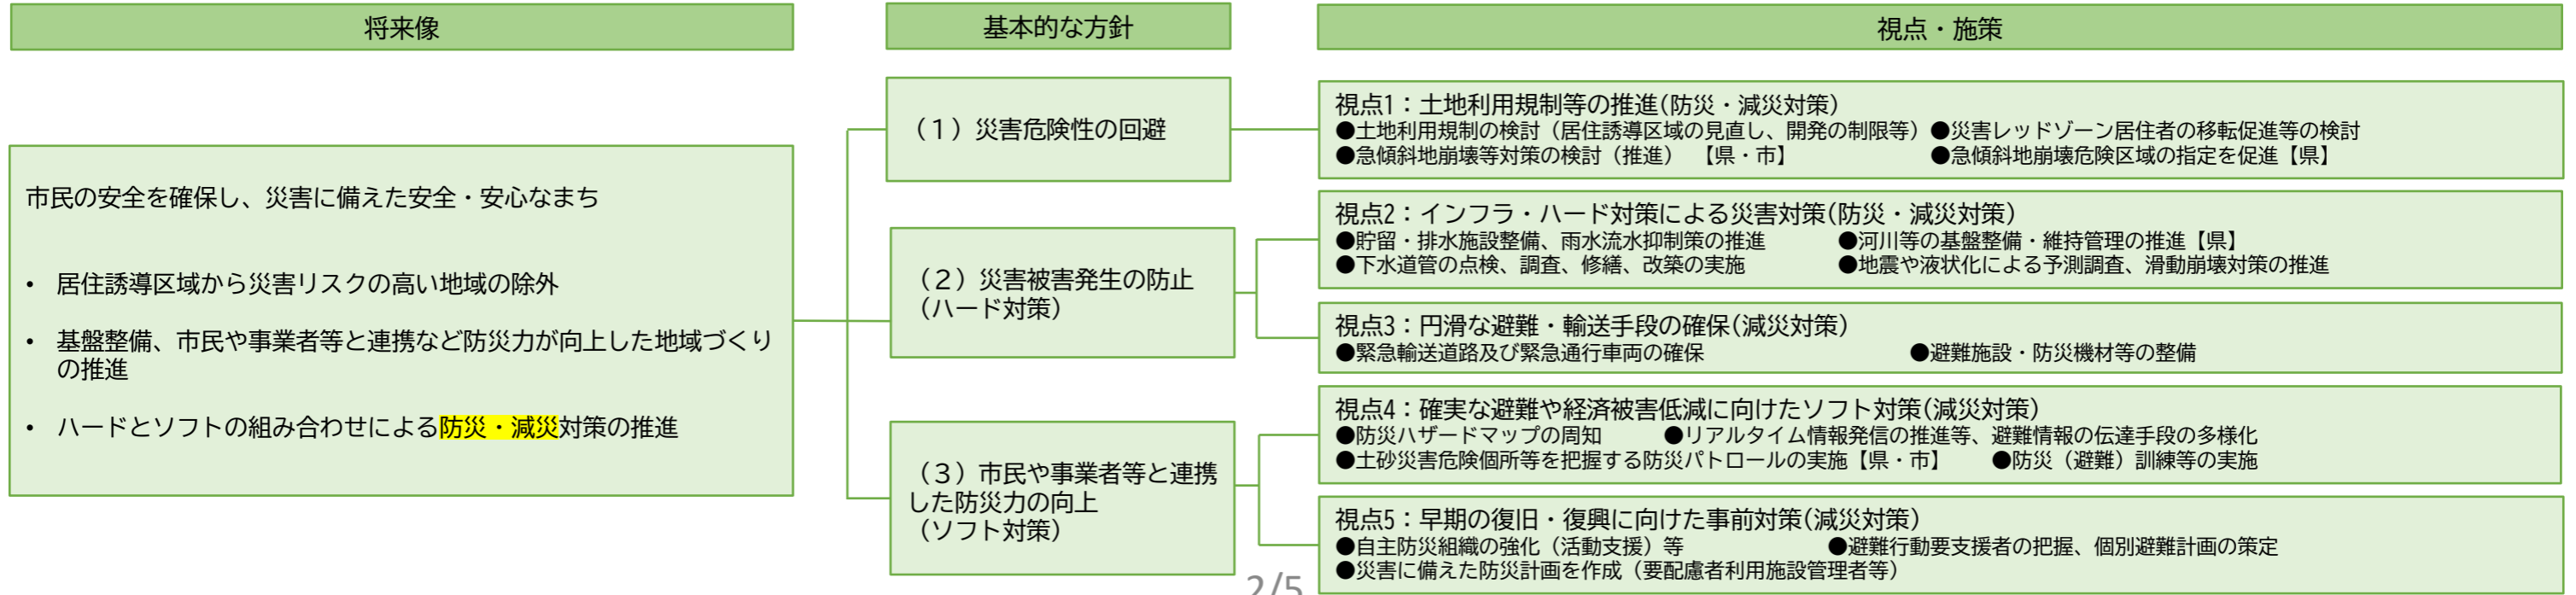 将来像
基本的な方針
視点・施策
市民の安全を確保し、災害に備えた安全・安心なまち
• 居住誘導区域から災害リスクの高い地域の除外
• 基盤整備、市民や事業者等と連携など防災力が向上した地域づくり
の推進
• ハードとソフトの組み合わせによる防災・減災対策の推進
（１）災害危険性の回避
（２）災害被害発生の防止
（ハード対策）
（３）市民や事業者等と連携
した防災力の向上
（ソフト対策）
視点1：土地利用規制等の推進(防災・減災対策)
●土地利用規制の検討（居住誘導区域の見直し、開発の制限等）●災害レッドゾーン居住者の移転促進等の検討
●急傾斜地崩壊等対策の検討（推進） 【県・市】 ●急傾斜地崩壊危険区域の指定を促進【県】
視点2：インフラ・ハード対策による災害対策(防災・減災対策)
●貯留・排水施設整備、雨水流水抑制策の推進 ●河川等の基盤整備・維持管理の推進【県】
●下水道管の点検、調査、修繕、改築の実施 ●地震や液状化による予測調査、滑動崩壊対策の推進
視点3：円滑な避難・輸送手段の確保(減災対策)
●緊急輸送道路及び緊急通行車両の確保 ●避難施設・防災機材等の整備
視点4：確実な避難や経済被害低減に向けたソフト対策(減災対策)
●防災ハザードマップの周知 ●リアルタイム情報発信の推進等、避難情報の伝達手段の多様化
●土砂災害危険個所等を把握する防災パトロールの実施【県・市】 ●防災（避難）訓練等の実施
視点5：早期の復旧・復興に向けた事前対策(減災対策)
●自主防災組織の強化（活動支援）等 ●避難行動要支援者の把握、個別避難計画の策定
●災害に備えた防災計画を作成（要配慮者利用施設管理者等）
2/5